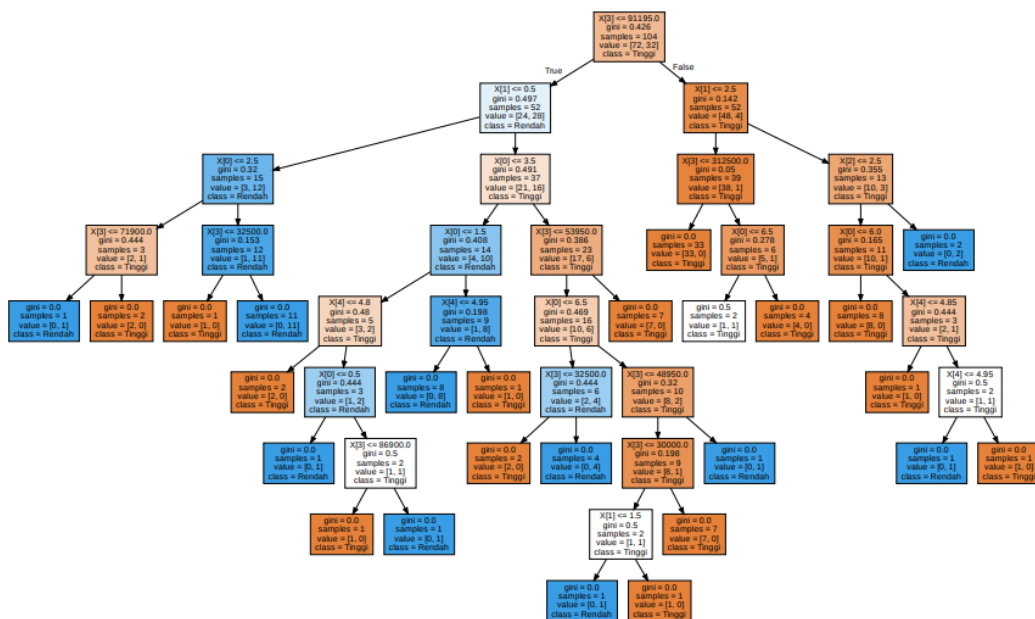 X[3] <= 91195.0
gini = 0.426
samples = 104
value = [72, 32]
class = Tinggi
True
False
X[1] <= 0.5
gini = 0.497
samples = 52
value = [24, 28]
class = Rendah
X[1] <= 2.5
gini = 0.142
samples = 52
value = [48, 4]
class = Tinggi
X[0] <= 2.5
gini = 0.32
samples = 15
value = [3, 12]
class = Rendah
X[0] <= 3.5
gini = 0.491
samples = 37
value = [21, 16]
class = Tinggi
X[3] <= 312500.0
gini = 0.05
samples = 39
value = [38, 1]
class = Tinggi
X[2] <= 2.5
gini = 0.355
samples = 13
value = [10, 3]
class = Tinggi
X[3] <= 71900.0
gini = 0.444
samples = 3
value = [2, 1]
class = Tinggi
X[3] <= 32500.0
gini = 0.153
samples = 12
value = [1, 11]
class = Rendah
X[0] <= 1.5
gini = 0.408
samples = 14
value = [4, 10]
class = Rendah
X[3] <= 53950.0
gini = 0.386
samples = 23
value = [17, 6]
class = Tinggi
gini = 0.0
samples = 33
value = [33, 0]
class = Tinggi
X[0] <= 6.5
gini = 0.278
samples = 6
value = [5, 1]
class = Tinggi
X[0] <= 6.0
gini = 0.165
samples = 11
value = [10, 1]
class = Tinggi
gini = 0.0
samples = 2
value = [0, 2]
class = Rendah
gini = 0.0
samples = 1
value = [0, 1]
class = Rendah
gini = 0.0
samples = 2
value = [2, 0]
class = Tinggi
gini = 0.0
samples = 1
value = [1, 0]
class = Tinggi
gini = 0.0
samples = 11
value = [0, 11]
class = Rendah
X[4] <= 4.8
gini = 0.48
samples = 5
value = [3, 2]
class = Tinggi
X[4] <= 4.95
gini = 0.198
samples = 9
value = [1, 8]
class = Rendah
X[0] <= 6.5
gini = 0.469
samples = 16
value = [10, 6]
class = Tinggi
gini = 0.0
samples = 7
value = [7, 0]
class = Tinggi
gini = 0.5
samples = 2
value = [1, 1]
class = Tinggi
gini = 0.0
samples = 4
value = [4, 0]
class = Tinggi
gini = 0.0
samples = 8
value = [8, 0]
class = Tinggi
X[4] <= 4.85
gini = 0.444
samples = 3
value = [2, 1]
class = Tinggi
gini = 0.0
samples = 2
value = [2, 0]
class = Tinggi
X[0] <= 0.5
gini = 0.444
samples = 3
value = [1, 2]
class = Rendah
gini = 0.0
samples = 8
value = [0, 8]
class = Rendah
gini = 0.0
samples = 1
value = [1, 0]
class = Tinggi
X[3] <= 32500.0
gini = 0.444
samples = 6
value = [2, 4]
class = Rendah
X[3] <= 48950.0
gini = 0.32
samples = 10
value = [8, 2]
class = Tinggi
gini = 0.0
samples = 1
value = [1, 0]
class = Tinggi
X[4] <= 4.95
gini = 0.5
samples = 2
value = [1, 1]
class = Tinggi
gini = 0.0
samples = 1
value = [0, 1]
class = Rendah
X[3] <= 86900.0
gini = 0.5
samples = 2
value = [1, 1]
class = Tinggi
gini = 0.0
samples = 2
value = [2, 0]
class = Tinggi
gini = 0.0
samples = 4
value = [0, 4]
class = Rendah
X[3] <= 30000.0
gini = 0.198
samples = 9
value = [8, 1]
class = Tinggi
gini = 0.0
samples = 1
value = [0, 1]
class = Rendah
gini = 0.0
samples = 1
value = [0, 1]
class = Rendah
gini = 0.0
samples = 1
value = [1, 0]
class = Tinggi
gini = 0.0
samples = 1
value = [1, 0]
class = Tinggi
gini = 0.0
samples = 1
value = [0, 1]
class = Rendah
X[1] <= 1.5
gini = 0.5
samples = 2
value = [1, 1]
class = Tinggi
gini = 0.0
samples = 7
value = [7, 0]
class = Tinggi
gini = 0.0
samples = 1
value = [0, 1]
class = Rendah
gini = 0.0
samples = 1
value = [1, 0]
class = Tinggi